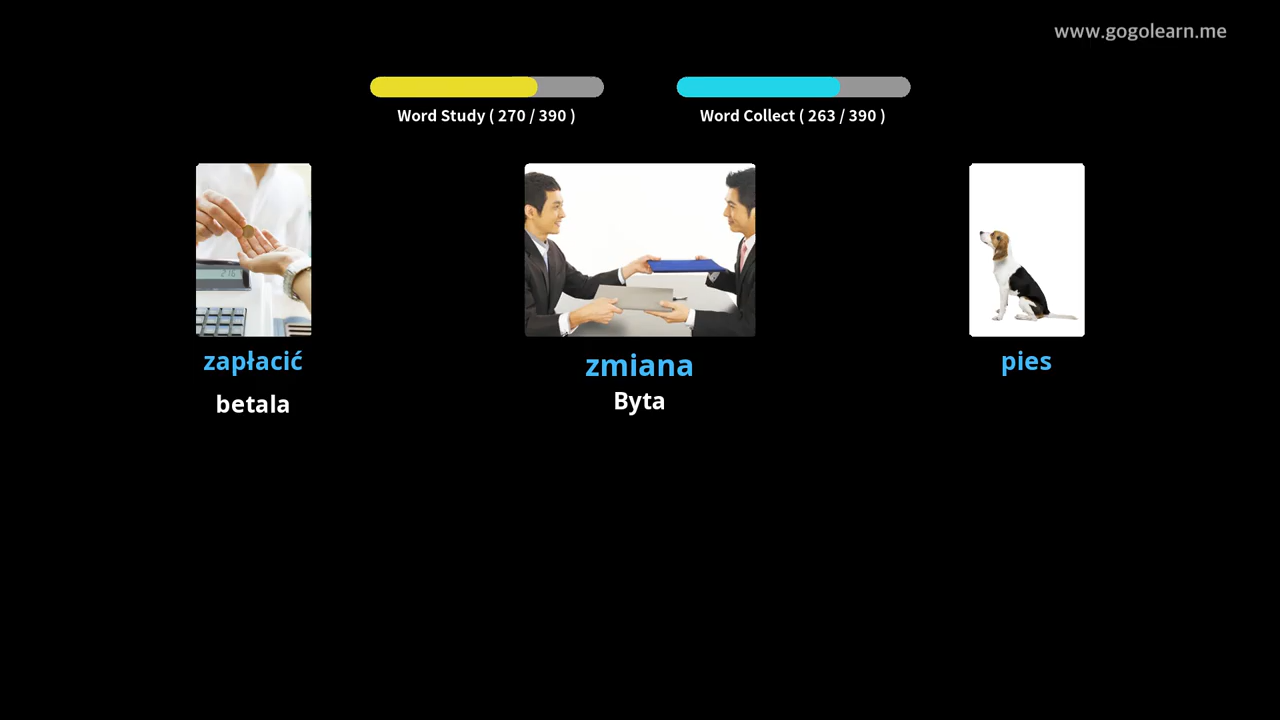 www.gogolearn.me
Word Study ( 270 / 390 )
Word Collect ( 263 / 390 )
zapłacić
zmiana
pies
betala
Byta